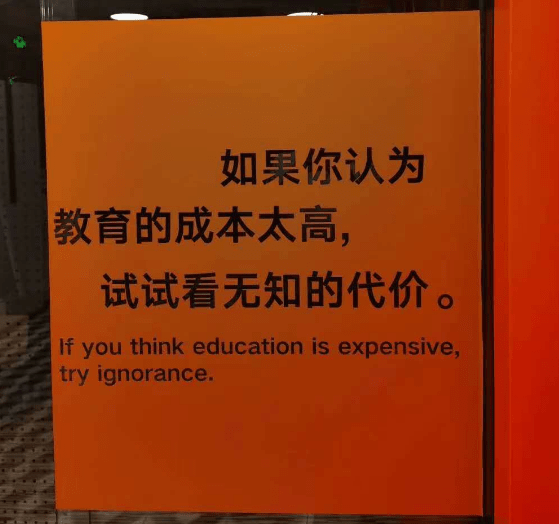 如果你认为
教育的成本太高,
试试看无知的代价。
If you think education is expensive,
try ignorance.